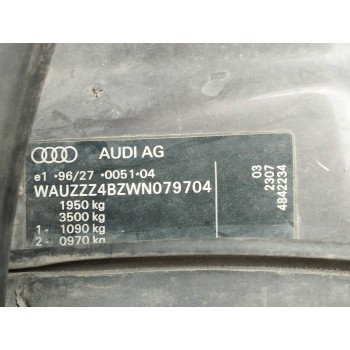 AUDI AG
e1 •96/27 •0051•04
WAUZZZ4BZWN079704
1950 kg
3500 kg
1- 1090 kg
2- 0970 kg
03
2307
4842234